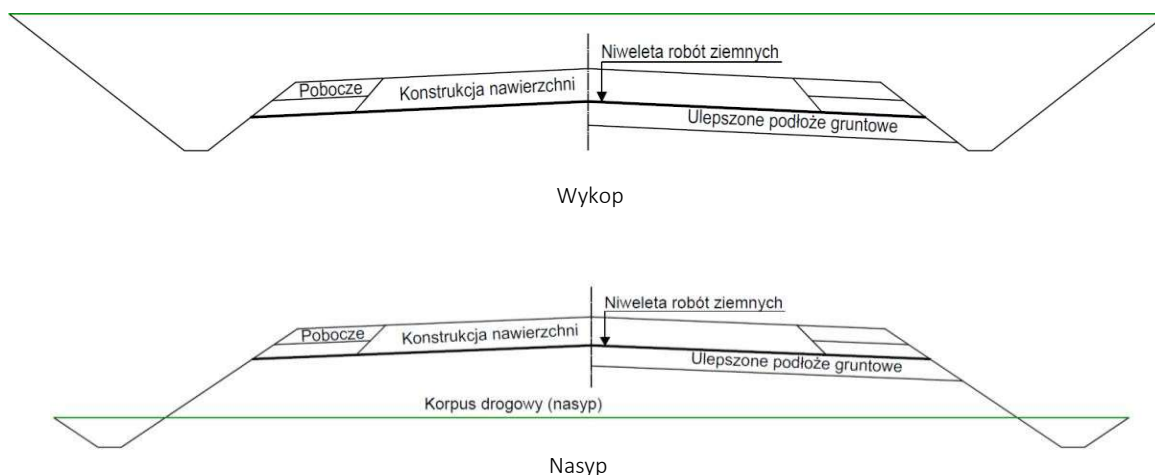 Niweleta robót ziemnych
Pobocze
Konstrukcja nawierzchni
Ulepszone podłoże gruntowe
Wykop
Niweleta robót ziemnych
Pobocze
Konstrukcja nawierzchni
Ulepszone podłoże gruntowe
Korpus drogowy (nasyp)
Nasyp